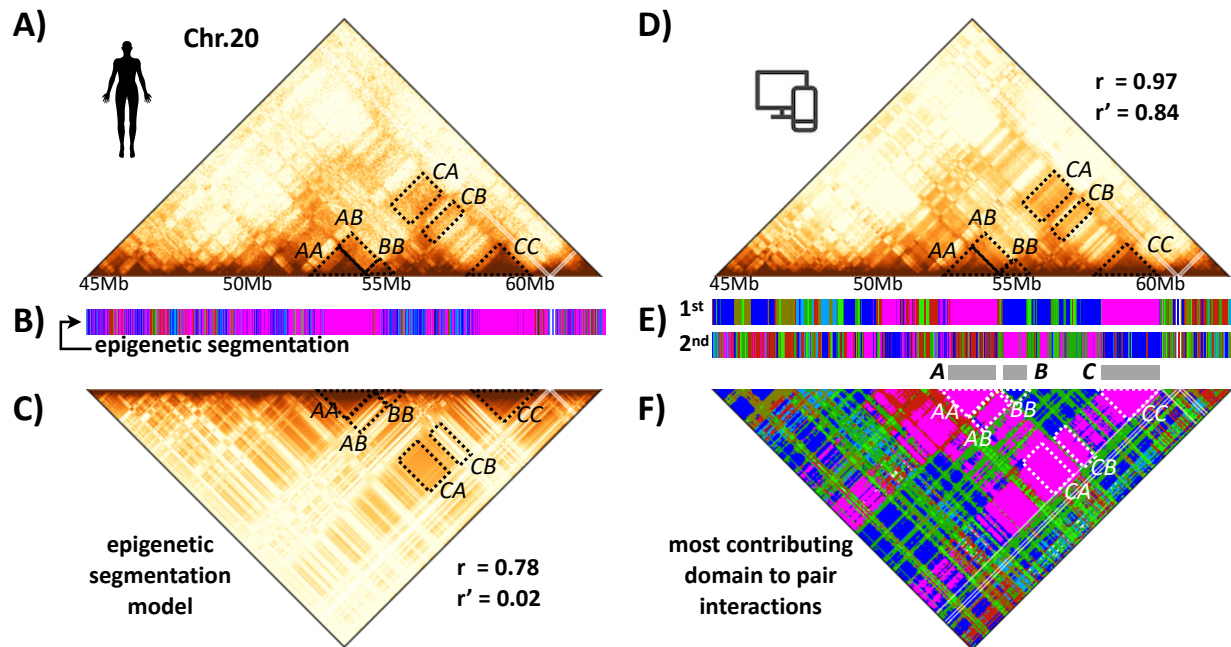 A)
Chr.20
CA
CB
AB
AA
BB
CC
45Mb 50Mb 55Mb 60Mb
B)
epigenetic segmentation
C)
AA
BB
CC
AB
CB
CA
epigenetic
segmentation
model
r = 0.78
r’ = 0.02
D)
r = 0.97
r’ = 0.84
CA
CB
AB
AA
BB
CC
45Mb 50Mb 55Mb 60Mb
E)
1st
2nd
A B C
F)
AA
BB
CC
AB
CB
CA
most contributing
domain to pair
interactions